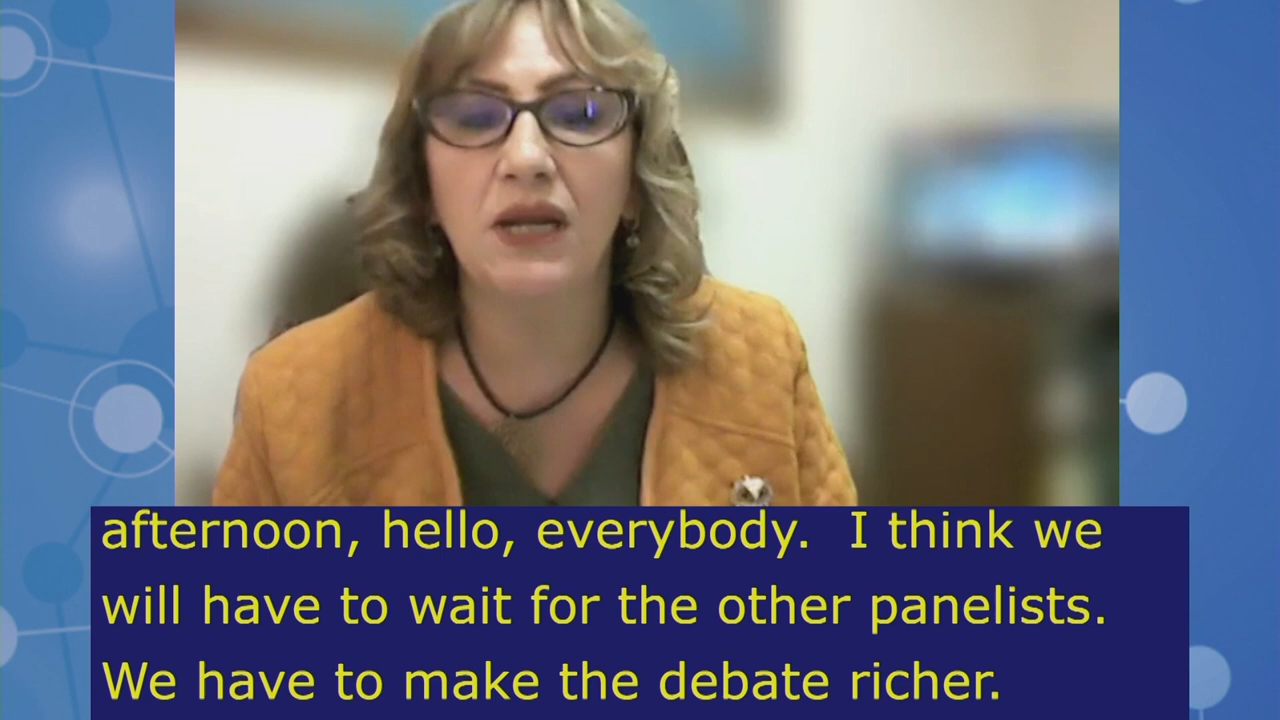 afternoon, hello, everybody.  I think we
will have to wait for the other panelists.
We have to make the debate richer.